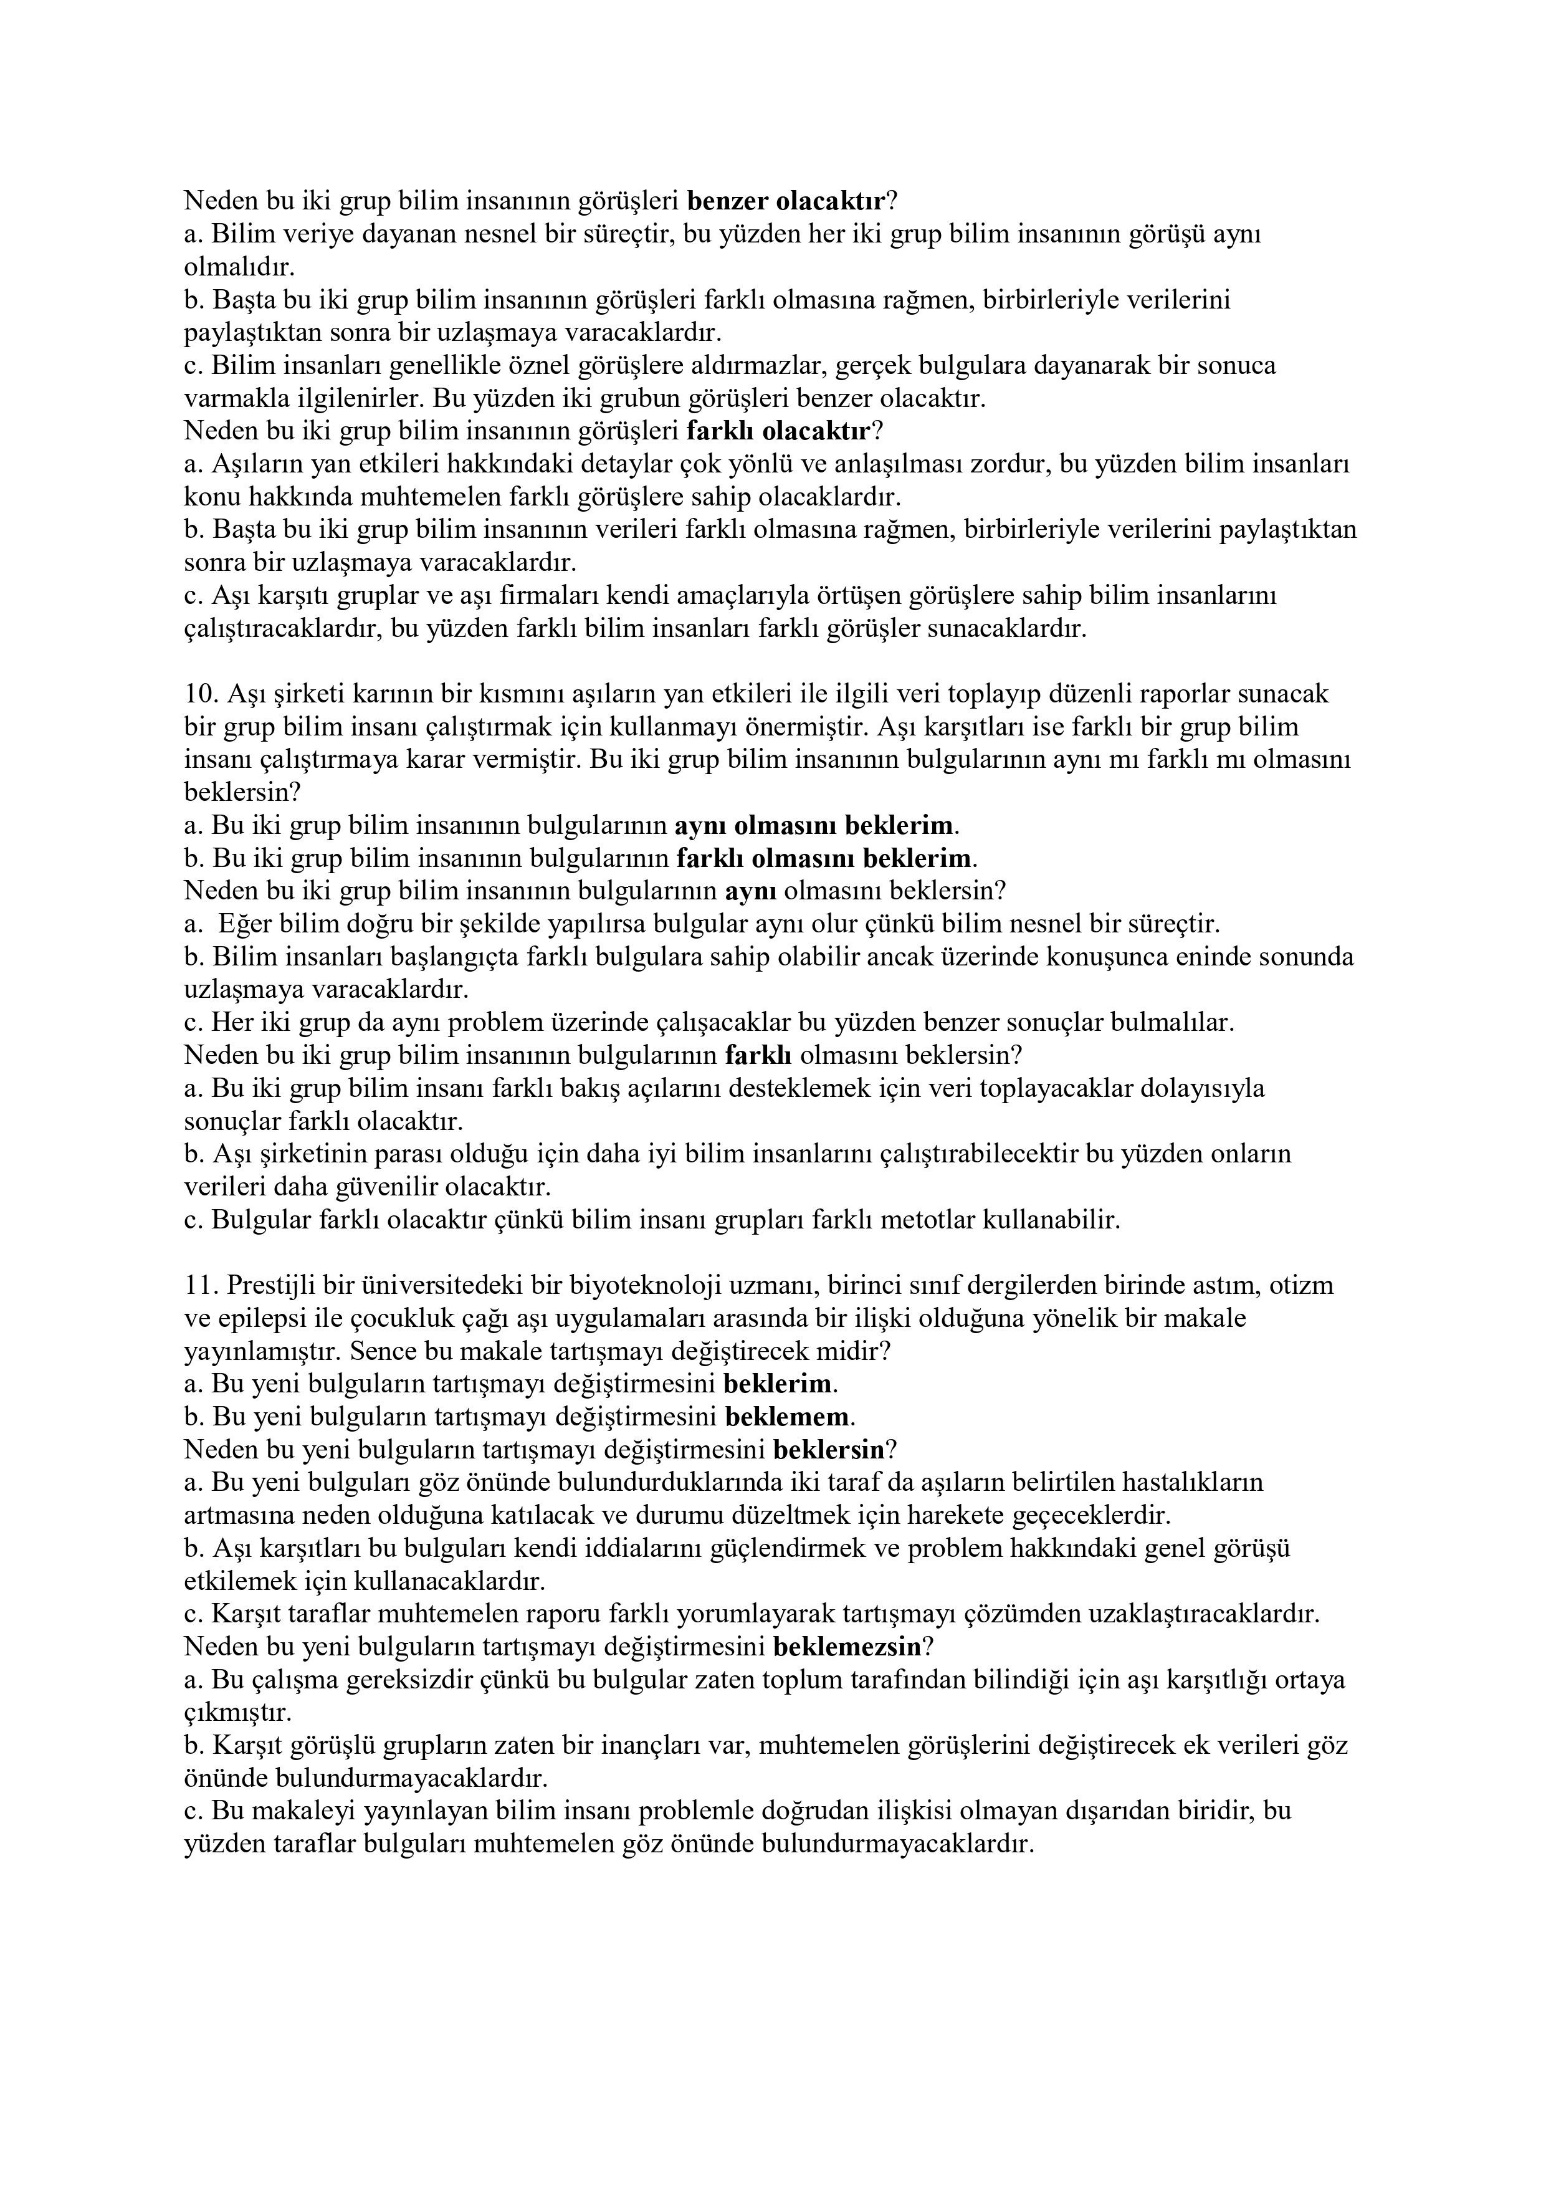 Neden bu iki grup bilim insanının görüşleri benzer olacaktır?
a. Bilim veriye dayanan nesnel bir süreçtir, bu yüzden her iki grup bilim insanının görüşü aynı
olmalıdır.
b. Başta bu iki grup bilim insanının görüşleri farklı olmasına rağmen, birbirleriyle verilerini
paylaştıktan sonra bir uzlaşmaya varacaklardır.
c. Bilim insanları genellikle öznel görüşlere aldırmazlar, gerçek bulgulara dayanarak bir sonuca
varmakla ilgilenirler. Bu yüzden iki grubun görüşleri benzer olacaktır.
Neden bu iki grup bilim insanının görüşleri farklı olacaktır?
a. Aşıların yan etkileri hakkındaki detaylar çok yönlü ve anlaşılması zordur, bu yüzden bilim insanları
konu hakkında muhtemelen farklı görüşlere sahip olacaklardır.
b. Başta bu iki grup bilim insanının verileri farklı olmasına rağmen, birbirleriyle verilerini paylaştıktan
sonra bir uzlaşmaya varacaklardır.
c. Aşı karşıtı gruplar ve aşı firmaları kendi amaçlarıyla örtüşen görüşlere sahip bilim insanlarını
çalıştıracaklardır, bu yüzden farklı bilim insanları farklı görüşler sunacaklardır.
10. Aşı şirketi karının bir kısmını aşıların yan etkileri ile ilgili veri toplayıp düzenli raporlar sunacak
bir grup bilim insanı çalıştırmak için kullanmayı önermiştir. Aşı karşıtları ise farklı bir grup bilim
insanı çalıştırmaya karar vermiştir. Bu iki grup bilim insanının bulgularının aynı mı farklı mı olmasını
beklersin?
a. Bu iki grup bilim insanının bulgularının aynı olmasını beklerim.
b. Bu iki grup bilim insanının bulgularının farklı olmasını beklerim.
Neden bu iki grup bilim insanının bulgularının aynı olmasını beklersin?
a.  Eğer bilim doğru bir şekilde yapılırsa bulgular aynı olur çünkü bilim nesnel bir süreçtir.
b. Bilim insanları başlangıçta farklı bulgulara sahip olabilir ancak üzerinde konuşunca eninde sonunda
uzlaşmaya varacaklardır.
c. Her iki grup da aynı problem üzerinde çalışacaklar bu yüzden benzer sonuçlar bulmalılar.
Neden bu iki grup bilim insanının bulgularının farklı olmasını beklersin?
a. Bu iki grup bilim insanı farklı bakış açılarını desteklemek için veri toplayacaklar dolayısıyla
sonuçlar farklı olacaktır.
b. Aşı şirketinin parası olduğu için daha iyi bilim insanlarını çalıştırabilecektir bu yüzden onların
verileri daha güvenilir olacaktır.
c. Bulgular farklı olacaktır çünkü bilim insanı grupları farklı metotlar kullanabilir.
11. Prestijli bir üniversitedeki bir biyoteknoloji uzmanı, birinci sınıf dergilerden birinde astım, otizm
ve epilepsi ile çocukluk çağı aşı uygulamaları arasında bir ilişki olduğuna yönelik bir makale
yayınlamıştır. Sence bu makale tartışmayı değiştirecek midir?
a. Bu yeni bulguların tartışmayı değiştirmesini beklerim.
b. Bu yeni bulguların tartışmayı değiştirmesini beklemem.
Neden bu yeni bulguların tartışmayı değiştirmesini beklersin?
a. Bu yeni bulguları göz önünde bulundurduklarında iki taraf da aşıların belirtilen hastalıkların
artmasına neden olduğuna katılacak ve durumu düzeltmek için harekete geçeceklerdir.
b. Aşı karşıtları bu bulguları kendi iddialarını güçlendirmek ve problem hakkındaki genel görüşü
etkilemek için kullanacaklardır.
c. Karşıt taraflar muhtemelen raporu farklı yorumlayarak tartışmayı çözümden uzaklaştıracaklardır.
Neden bu yeni bulguların tartışmayı değiştirmesini beklemezsin?
a. Bu çalışma gereksizdir çünkü bu bulgular zaten toplum tarafından bilindiği için aşı karşıtlığı ortaya
çıkmıştır.
b. Karşıt görüşlü grupların zaten bir inançları var, muhtemelen görüşlerini değiştirecek ek verileri göz
önünde bulundurmayacaklardır.
c. Bu makaleyi yayınlayan bilim insanı problemle doğrudan ilişkisi olmayan dışarıdan biridir, bu
yüzden taraflar bulguları muhtemelen göz önünde bulundurmayacaklardır.